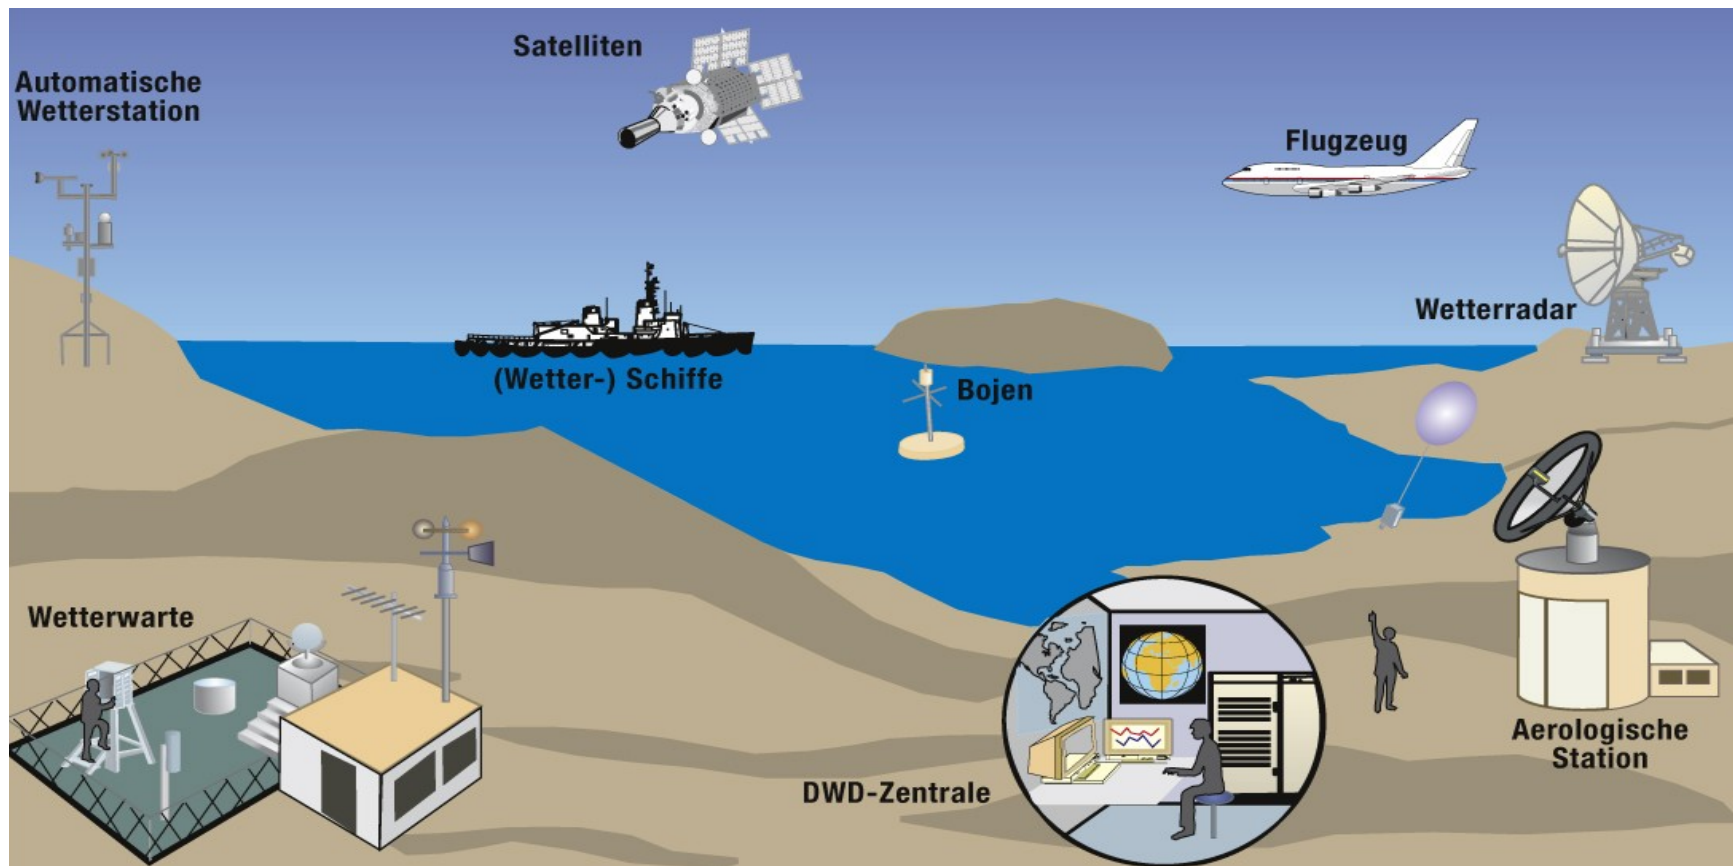 Satelliten
Automatische
Wetterstation
Flugzeug
Wetterradar
(Wetter-) Schiffe
Bojen
Wetterwarte
Aerologische
Station
DWD-Zentrale